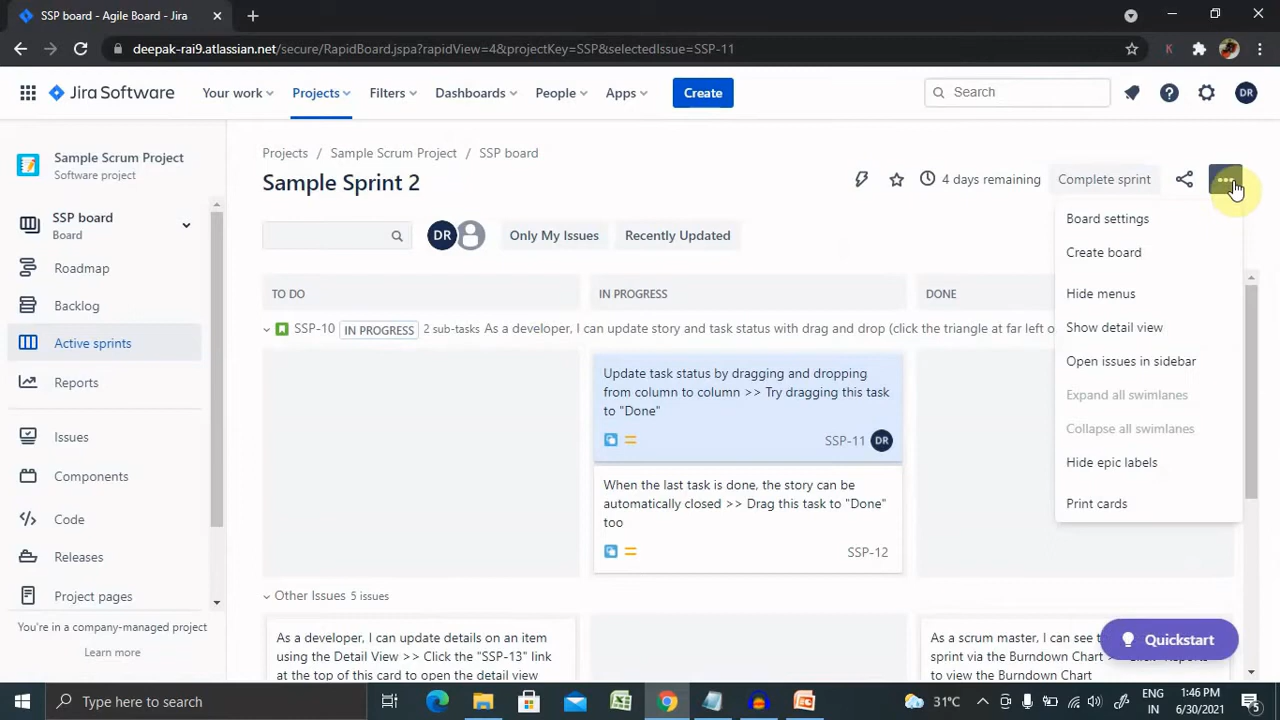 SSP board - Agile Board - Jira
deepak-rai9.atlassian.net/secure/RapidBoard.jspa?rapidView=4&projectKey=SSP&selectedIssue=SSP-11
K
Jira Software
Your work
Projects
Filters
Dashboards
People
Apps
Create
Search
DR
Sample Scrum Project
Software project
SSP board
Board
Roadmap
Backlog
Active sprints
Reports
Issues
Components
Code
Releases
Project pages
You're in a company-managed project
Learn more
Projects / Sample Scrum Project / SSP board
Sample Sprint 2
4 days remaining
Complete sprint
DR
Only My Issues
Recently Updated
Board settings
Create board
Hide menus
Show detail view
Open issues in sidebar
Expand all swimlanes
Collapse all swimlanes
Hide epic labels
Print cards
TO DO
IN PROGRESS
DONE
SSP-10 IN PROGRESS 2 sub-tasks As a developer, I can update story and task status with drag and drop (click the triangle at far left o
Update task status by dragging and dropping
from column to column >> Try dragging this task
to "Done"
SSP-11 DR
When the last task is done, the story can be
automatically closed >> Drag this task to "Done"
too
SSP-12
Other Issues 5 issues
As a developer, I can update details on an item
using the Detail View >> Click the "SSP-13" link
at the top of this card to open the detail view
As a scrum master, I can see t
sprint via the Burndown Chart
to view the Burndown Chart
Quickstart
Type here to search
31°C
ENG
IN
1:46 PM
6/30/2021
5